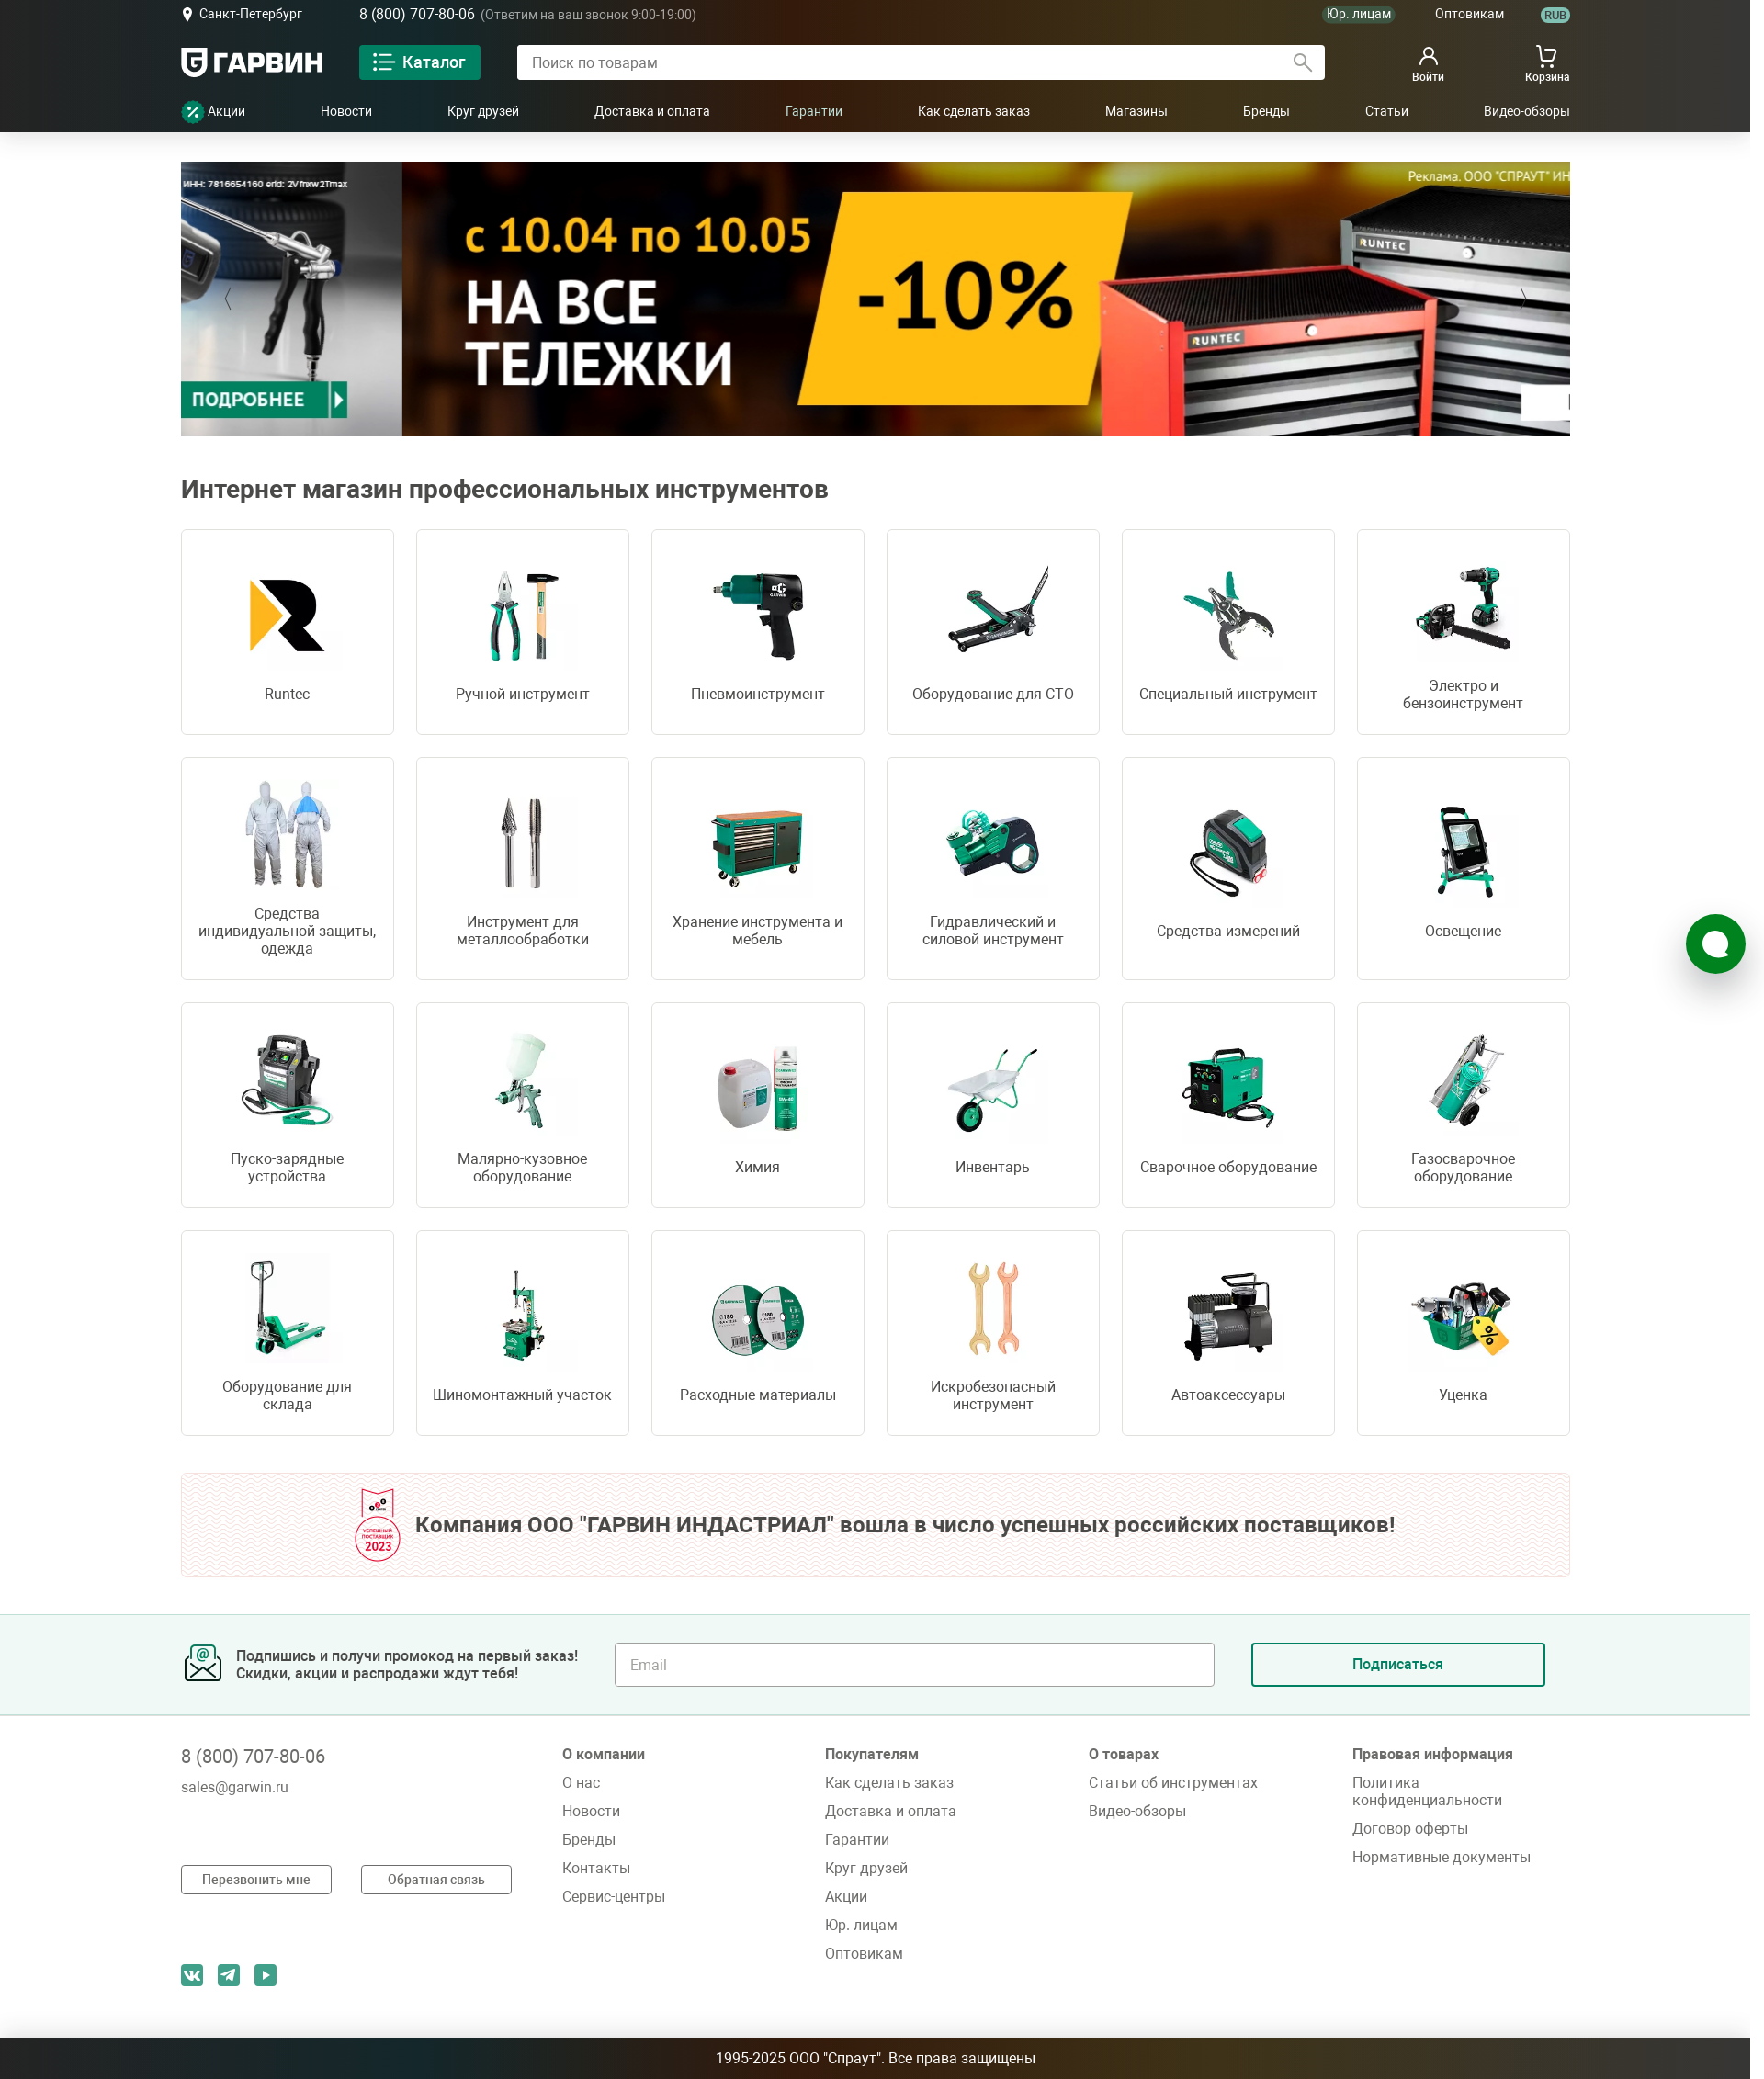 Санкт-Петербург
8 (800) 707-80-06 (Ответим на ваш звонок 9:00-19:00)
Юр. лицам
Оптовикам
RUB
ГАРВИН
Каталог
Поиск по товарам
Войти
Корзина
Акции
Новости
Круг друзей
Доставка и оплата
Гарантии
Как сделать заказ
Магазины
Бренды
Статьи
Видео-обзоры
ИНН: 7816654160 erid: 2Vfnxw2Tmax
Реклама. ООО "СПРАУТ" ИН
с 10.04 по 10.05
НА ВСЕ
ТЕЛЕЖКИ
-10%
RUNTEC
RUNTEC
ПОДРОБНЕЕ
Интернет магазин профессиональных инструментов
Runtec
Ручной инструмент
Пневмоинструмент
Оборудование для СТО
Специальный инструмент
Электро и
бензоинструмент
Средства
индивидуальной защиты,
одежда
Инструмент для
металлообработки
Хранение инструмента и
мебель
Гидравлический и
силовой инструмент
Средства измерений
Освещение
Пуско-зарядные
устройства
Малярно-кузовное
оборудование
Химия
Инвентарь
Сварочное оборудование
Газосварочное
оборудование
Оборудование для
склада
Шиномонтажный участок
Расходные материалы
Искробезопасный
инструмент
Автоаксессуары
Уценка
УСПЕШНЫЙ
ПОСТАВЩИК
2023
Компания ООО "ГАРВИН ИНДАСТРИАЛ" вошла в число успешных российских поставщиков!
Подпишись и получи промокод на первый заказ!
Скидки, акции и распродажи ждут тебя!
Email
Подписаться
8 (800) 707-80-06
sales@garwin.ru
Перезвонить мне
Обратная связь
О компании
О нас
Новости
Бренды
Контакты
Сервис-центры
Покупателям
Как сделать заказ
Доставка и оплата
Гарантии
Круг друзей
Акции
Юр. лицам
Оптовикам
О товарах
Статьи об инструментах
Видео-обзоры
Правовая информация
Политика
конфиденциальности
Договор оферты
Нормативные документы
1995-2025 ООО "Спраут". Все права защищены